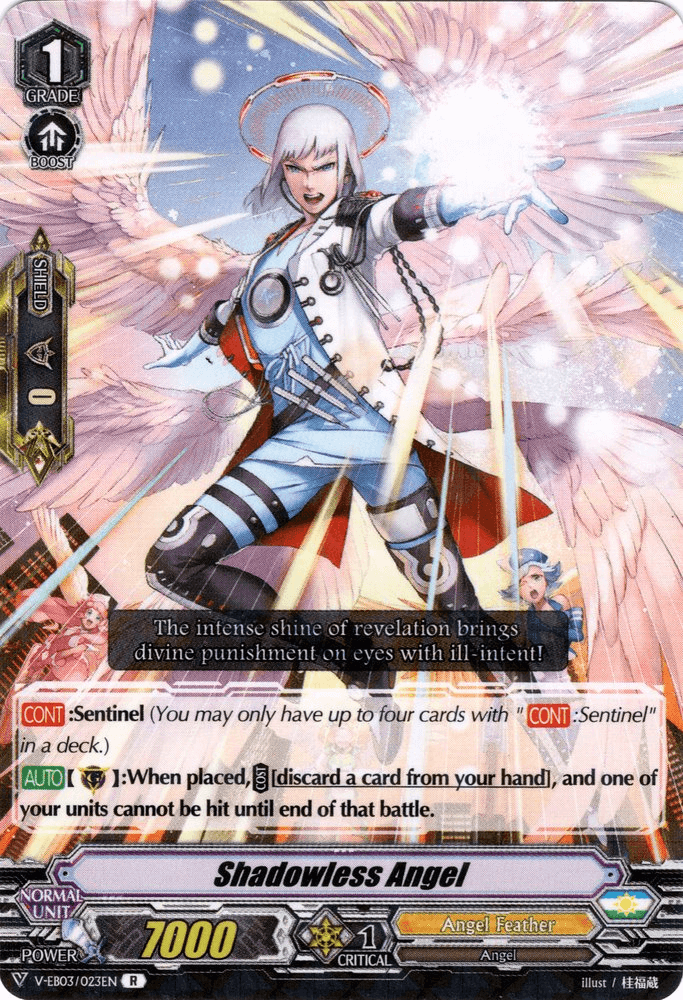 1
GRADE
BOOST
SHIELD
0
The intense shine of revelation brings
divine punishment on eyes with ill-intent!
CONT :Sentinel (You may only have up to four cards with " CONT :Sentinel"
in a deck.)
AUTO [ ]:When placed, COST [discard a card from your hand], and one of
your units cannot be hit until end of that battle.
Shadowless Angel
NORMAL
UNIT
POWER
7000
1
CRITICAL
Angel Feather
Angel
V-EB03/023EN R
illust / 桂福蔵